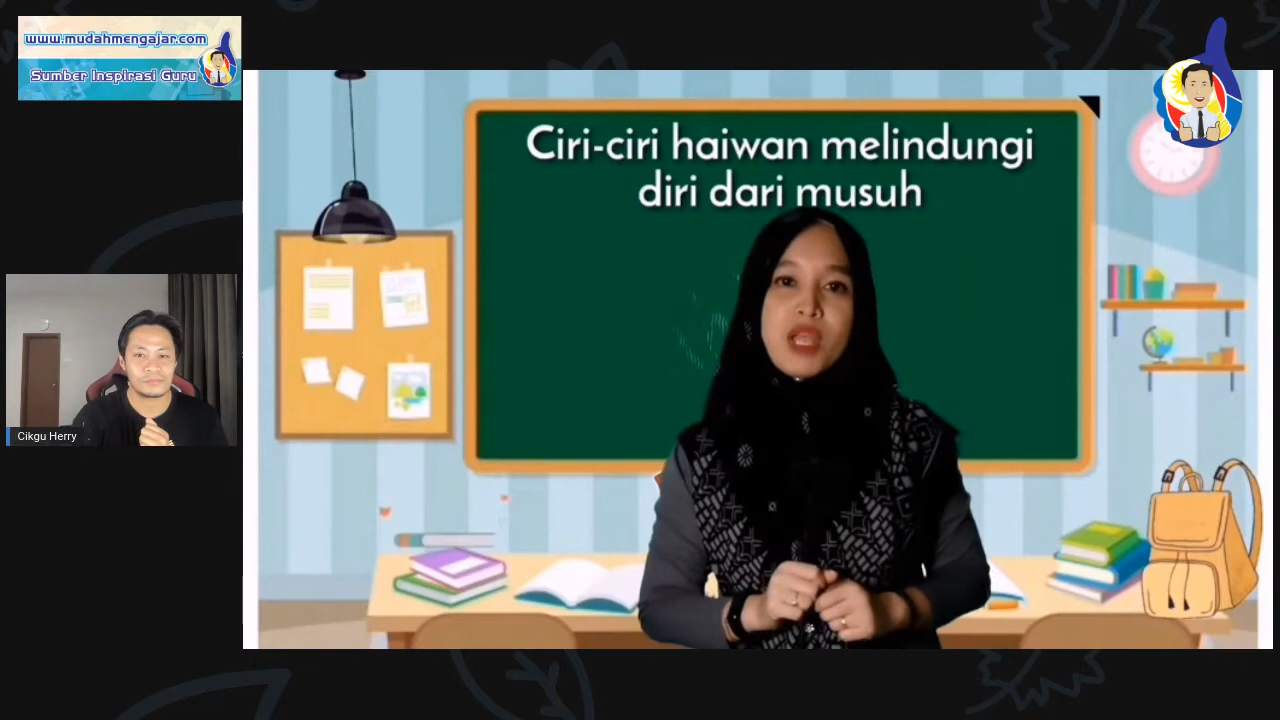 www.mudahmengajar.com
Sumber Inspirasi Guru
Ciri-ciri haiwan melindungi
diri dari musuh
Cikgu Herry